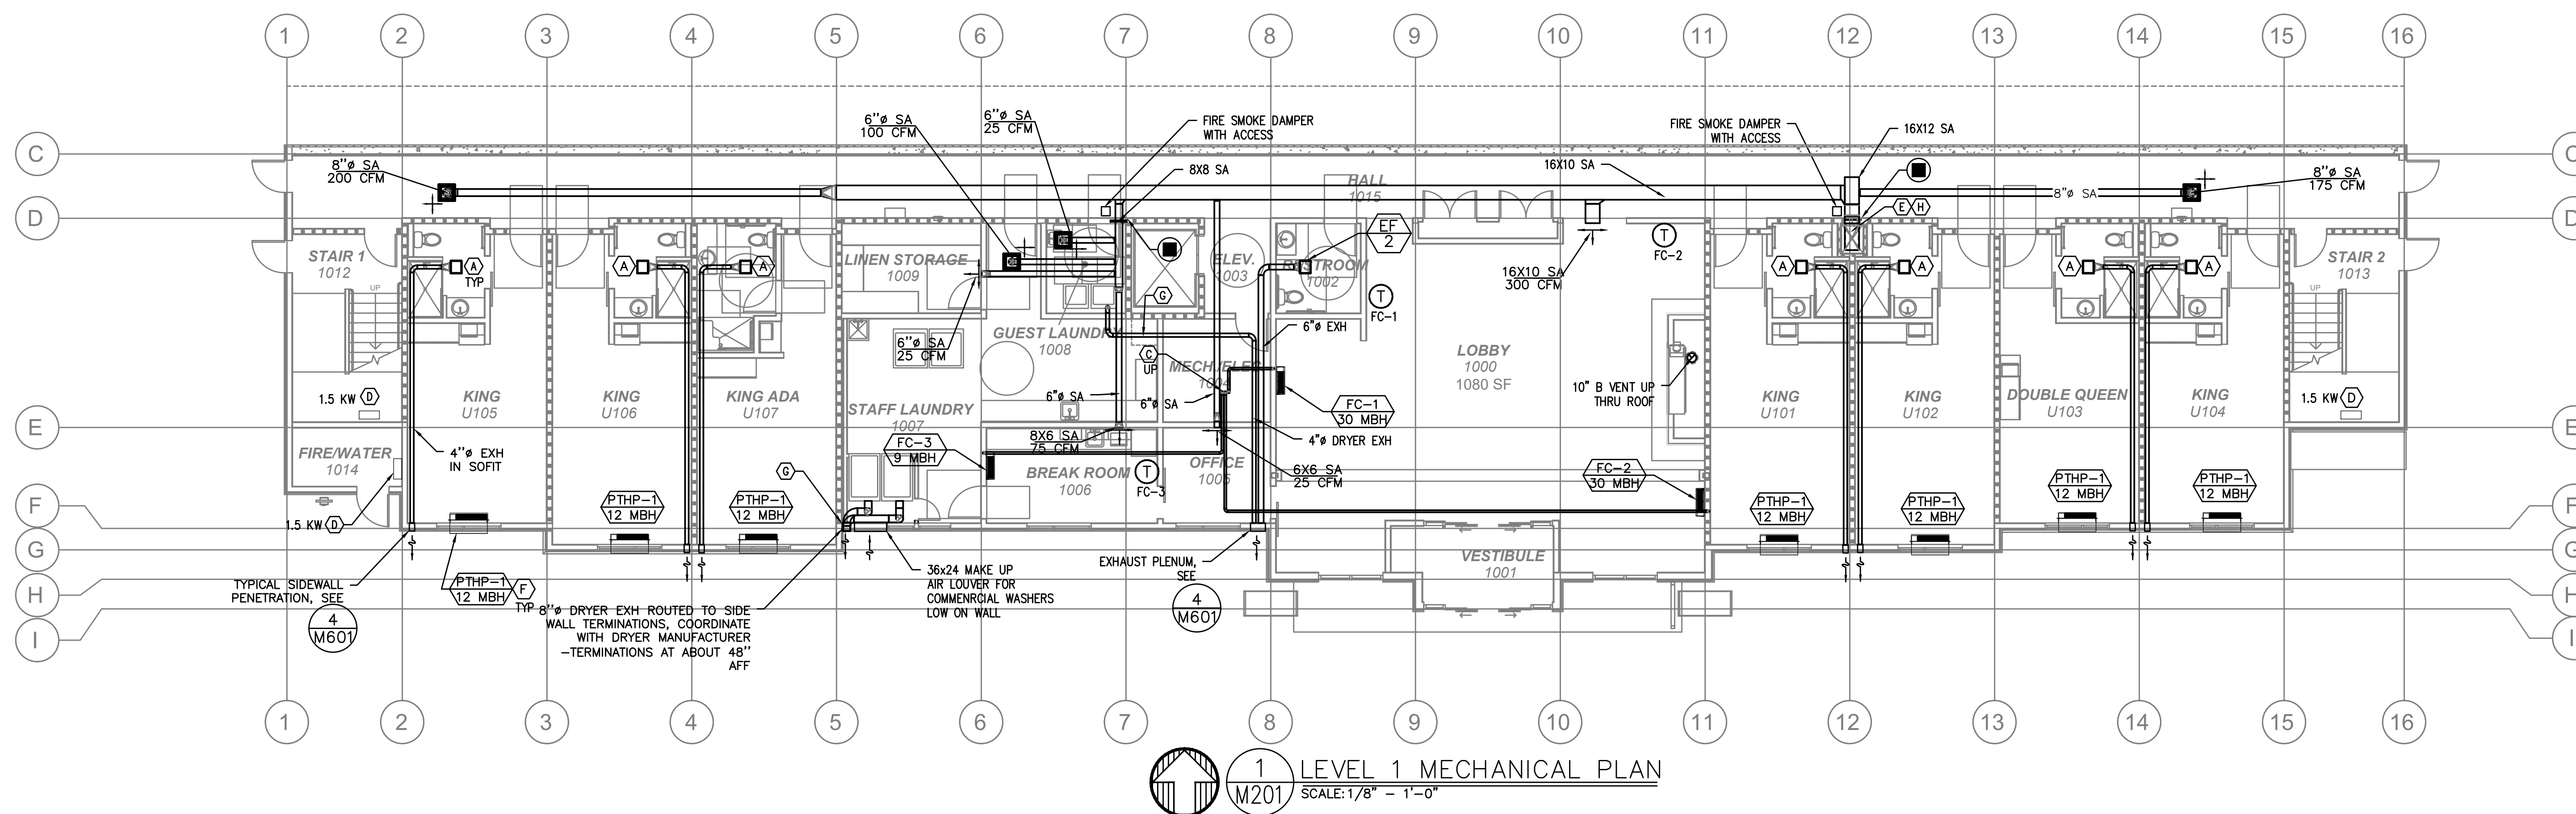 1 2 3 4 5 6 7 8 9 10 11 12 13 14 15 16
C
D
E
F
G
H
I
C
D
E
F
G
H
I
8"ø SA
200 CFM
6"ø SA
100 CFM
6"ø SA
25 CFM
FIRE SMOKE DAMPER
WITH ACCESS
8X8 SA
HALL
1015
16X10 SA
FIRE SMOKE DAMPER
WITH ACCESS
16X12 SA
8"ø SA
8"ø SA
175 CFM
E H
STAIR 1
1012
UP
A
TYP
A
A
LINEN STORAGE
1009
6"ø SA
25 CFM
GUEST LAUNDRY
1008
G
ELEV.
1003
EF
2
RESTROOM
1002
T
FC-1
6"ø EXH
16X10 SA
300 CFM
T
FC-2
A
A
A
A
STAIR 2
1013
UP
1.5 KW D
KING
U105
KING
U106
KING ADA
U107
STAFF LAUNDRY
1007
C
UP
MECH/ELEC
1004
6"ø SA
6"ø SA
LOBBY
1000
1080 SF
10" B VENT UP
THRU ROOF
KING
U101
KING
U102
DOUBLE QUEEN
U103
KING
U104
1.5 KW D
FC-1
30 MBH
FIRE/WATER
1014
4"ø EXH
IN SOFIT
FC-3
9 MBH
8X6 SA
75 CFM
BREAK ROOM
1006
T
FC-3
OFFICE
1005
4"ø DRYER EXH
6X6 SA
25 CFM
FC-2
30 MBH
G
1.5 KW D
PTHP-1
12 MBH
PTHP-1
12 MBH
PTHP-1
12 MBH
PTHP-1
12 MBH
PTHP-1
12 MBH
PTHP-1
12 MBH
VESTIBULE
1001
TYPICAL SIDEWALL
PENETRATION, SEE
4
M601
PTHP-1
12 MBH
F
TYP
8"ø DRYER EXH ROUTED TO SIDE
WALL TERMINATIONS, COORDINATE
WITH DRYER MANUFACTURER
-TERMINATIONS AT ABOUT 48"
AFF
36x24 MAKE UP
AIR LOUVER FOR
COMMENRCIAL WASHERS
LOW ON WALL
EXHAUST PLENUM,
SEE
4
M601
1 2 3 4 5 6 7 8 9 10 11 12 13 14 15 16
1
M201
LEVEL 1 MECHANICAL PLAN
SCALE: 1/8" - 1'-0"